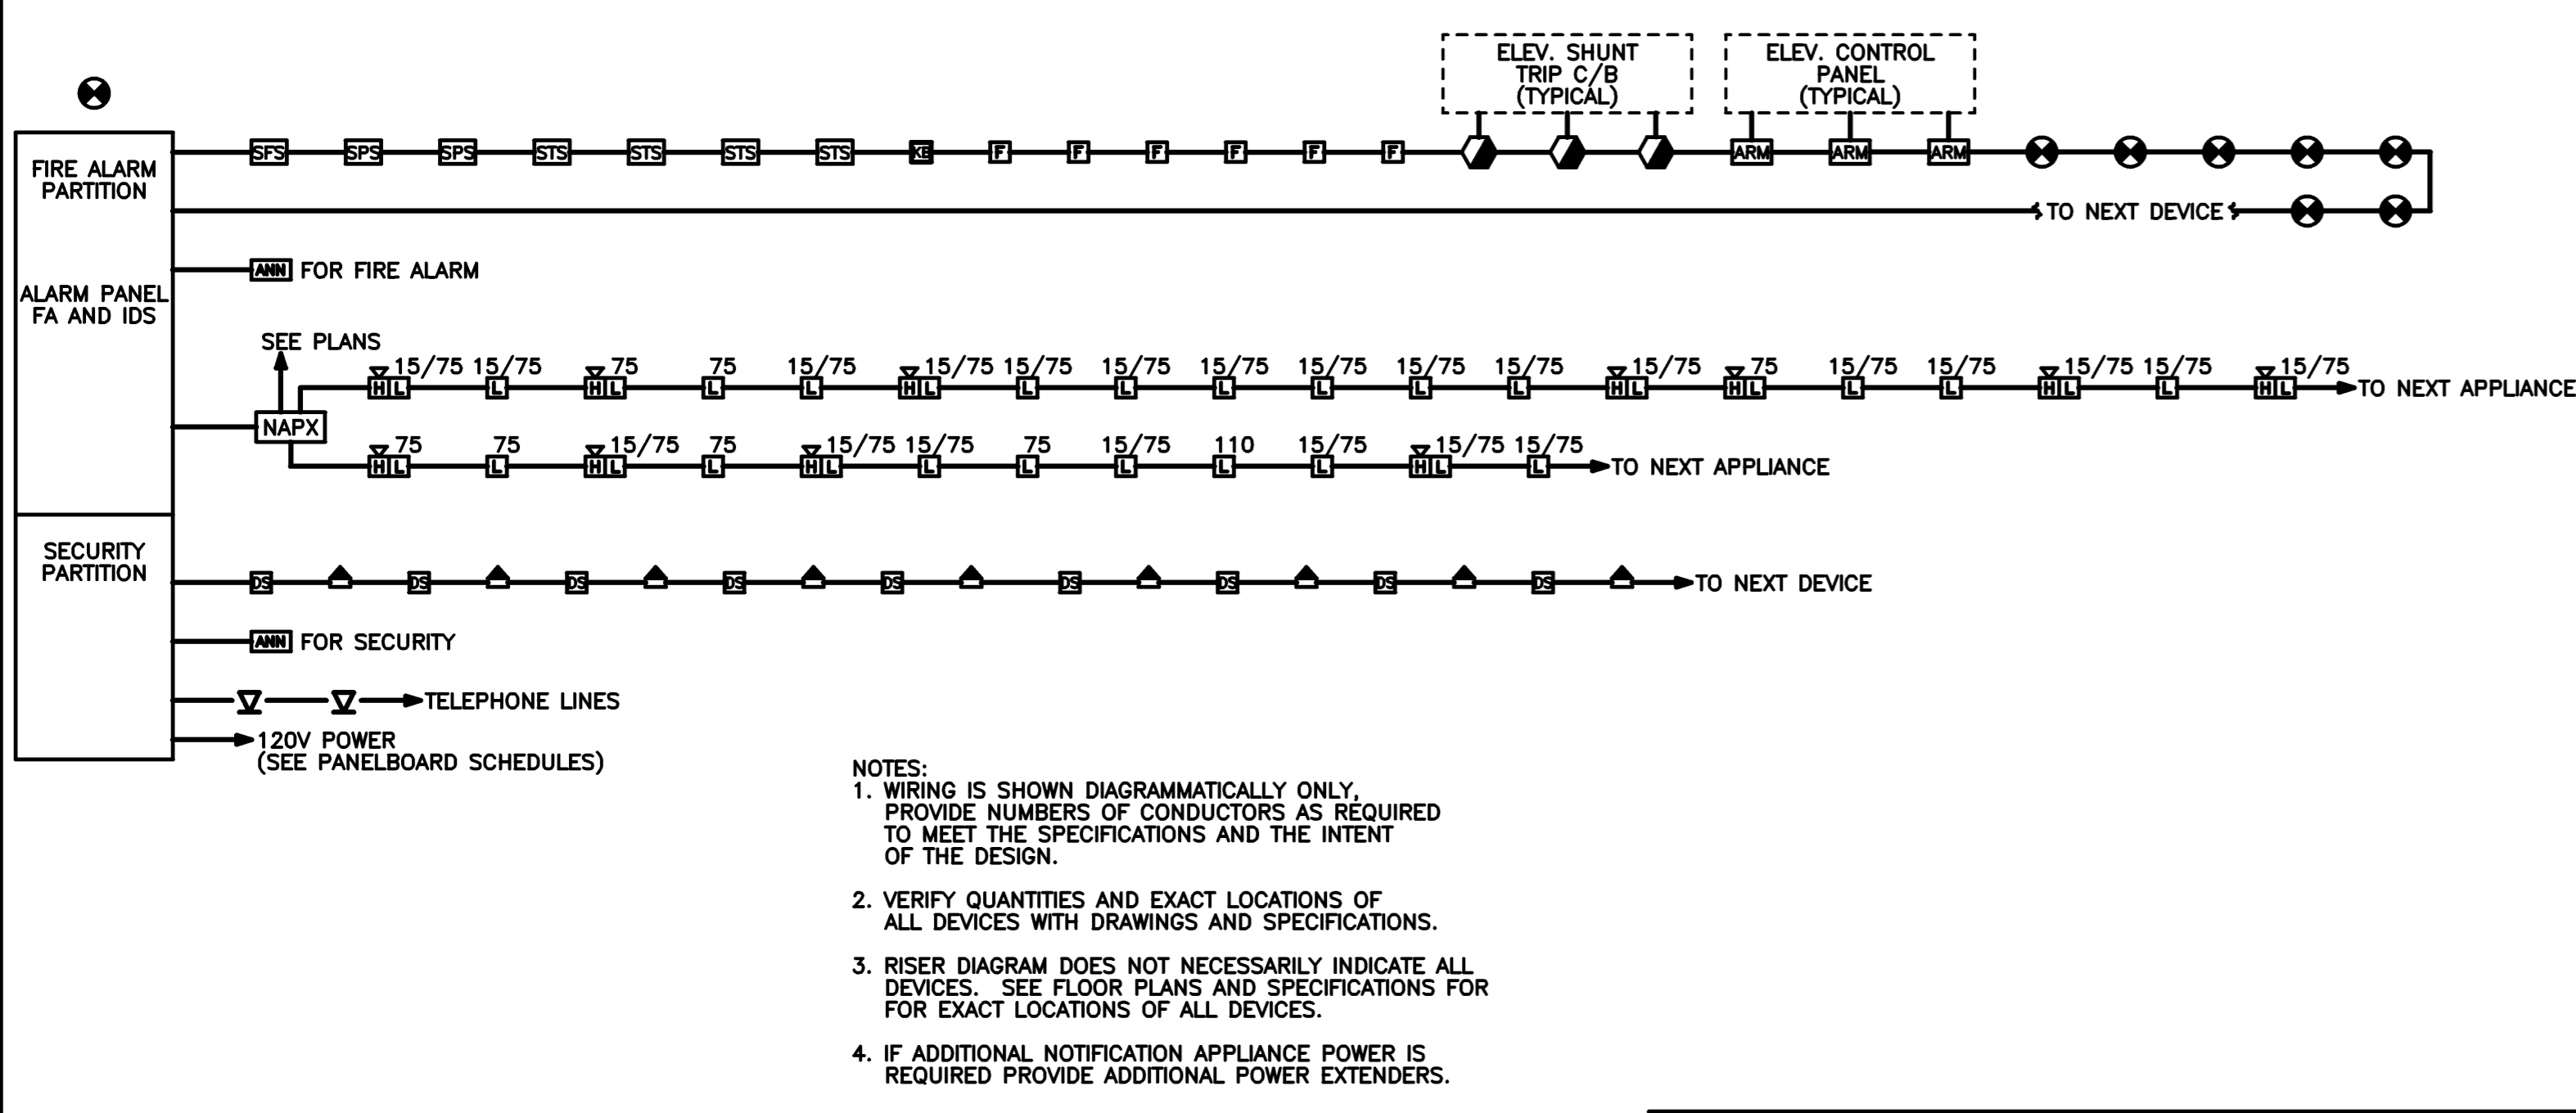 ELEV. SHUNT
TRIP C/B
(TYPICAL)
ELEV. CONTROL
PANEL
(TYPICAL)
FIRE ALARM
PARTITION
SFS SPS SPS STS STS STS STS KB F F F F F F ARM ARM ARM
TO NEXT DEVICE
ANN FOR FIRE ALARM
ALARM PANEL
FA AND IDS
SEE PLANS
15/75 15/75 75 75 15/75 15/75 15/75 15/75 15/75 15/75 15/75 15/75 15/75 75 15/75 15/75 15/75 15/75 15/75
H L L H L L L H L L L L L L L H L H L L L H L L H L TO NEXT APPLIANCE
NAPX
75 75 15/75 75 15/75 15/75 75 15/75 110 15/75 15/75 15/75
H L L H L L H L L L L L L H L L TO NEXT APPLIANCE
SECURITY
PARTITION
DS DS DS DS DS DS DS DS DS TO NEXT DEVICE
ANN FOR SECURITY
TELEPHONE LINES
120V POWER
(SEE PANELBOARD SCHEDULES)
NOTES:
1. WIRING IS SHOWN DIAGRAMMATICALLY ONLY,
PROVIDE NUMBERS OF CONDUCTORS AS REQUIRED
TO MEET THE SPECIFICATIONS AND THE INTENT
OF THE DESIGN.
2. VERIFY QUANTITIES AND EXACT LOCATIONS OF
ALL DEVICES WITH DRAWINGS AND SPECIFICATIONS.
3. RISER DIAGRAM DOES NOT NECESSARILY INDICATE ALL
DEVICES. SEE FLOOR PLANS AND SPECIFICATIONS FOR
FOR EXACT LOCATIONS OF ALL DEVICES.
4. IF ADDITIONAL NOTIFICATION APPLIANCE POWER IS
REQUIRED PROVIDE ADDITIONAL POWER EXTENDERS.